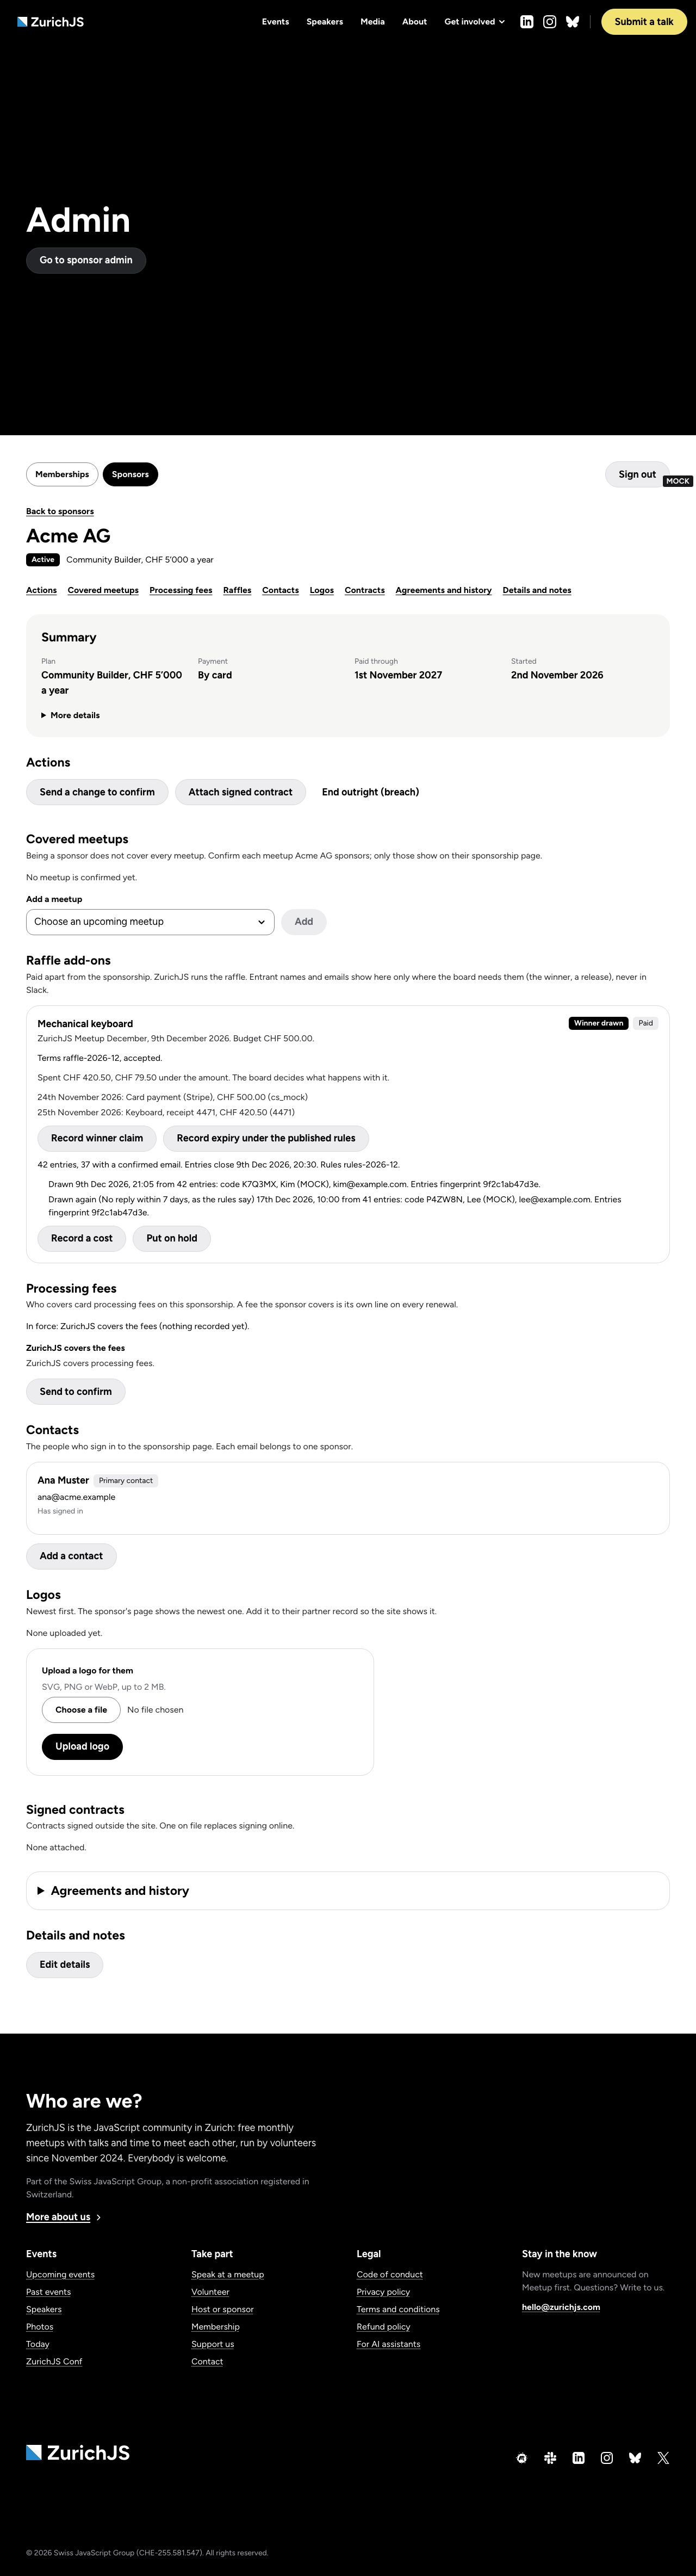 ZurichJS
Events
Speakers
Media
About
Get involved
Submit a talk
Admin
Go to sponsor admin
Memberships
Sponsors
Sign out
MOCK
Back to sponsors
Acme AG
Active
Community Builder, CHF 5’000 a year
Actions
Covered meetups
Processing fees
Raffles
Contacts
Logos
Contracts
Agreements and history
Details and notes
Summary
Plan
Community Builder, CHF 5’000
a year
Payment
By card
Paid through
1st November 2027
Started
2nd November 2026
More details
Actions
Send a change to confirm
Attach signed contract
End outright (breach)
Covered meetups
Being a sponsor does not cover every meetup. Confirm each meetup Acme AG sponsors; only those show on their sponsorship page.
No meetup is confirmed yet.
Add a meetup
Choose an upcoming meetup
Add
Raffle add-ons
Paid apart from the sponsorship. ZurichJS runs the raffle. Entrant names and emails show here only where the board needs them (the winner, a release), never in
Slack.
Mechanical keyboard
Winner drawn
Paid
ZurichJS Meetup December, 9th December 2026. Budget CHF 500.00.
Terms raffle-2026-12, accepted.
Spent CHF 420.50, CHF 79.50 under the amount. The board decides what happens with it.
24th November 2026: Card payment (Stripe), CHF 500.00 (cs_mock)
25th November 2026: Keyboard, receipt 4471, CHF 420.50 (4471)
Record winner claim
Record expiry under the published rules
42 entries, 37 with a confirmed email. Entries close 9th Dec 2026, 20:30. Rules rules-2026-12.
Drawn 9th Dec 2026, 21:05 from 42 entries: code K7Q3MX, Kim (MOCK), kim@example.com. Entries fingerprint 9f2c1ab47d3e.
Drawn again (No reply within 7 days, as the rules say) 17th Dec 2026, 10:00 from 41 entries: code P4ZW8N, Lee (MOCK), lee@example.com. Entries
fingerprint 9f2c1ab47d3e.
Record a cost
Put on hold
Processing fees
Who covers card processing fees on this sponsorship. A fee the sponsor covers is its own line on every renewal.
In force: ZurichJS covers the fees (nothing recorded yet).
ZurichJS covers the fees
ZurichJS covers processing fees.
Send to confirm
Contacts
The people who sign in to the sponsorship page. Each email belongs to one sponsor.
Ana Muster
Primary contact
ana@acme.example
Has signed in
Add a contact
Logos
Newest first. The sponsor's page shows the newest one. Add it to their partner record so the site shows it.
None uploaded yet.
Upload a logo for them
SVG, PNG or WebP, up to 2 MB.
Choose a file
No file chosen
Upload logo
Signed contracts
Contracts signed outside the site. One on file replaces signing online.
None attached.
Agreements and history
Details and notes
Edit details
Who are we?
ZurichJS is the JavaScript community in Zurich: free monthly
meetups with talks and time to meet each other, run by volunteers
since November 2024. Everybody is welcome.
Part of the Swiss JavaScript Group, a non-profit association registered in
Switzerland.
More about us
Events
Upcoming events
Past events
Speakers
Photos
Today
ZurichJS Conf
Take part
Speak at a meetup
Volunteer
Host or sponsor
Membership
Support us
Contact
Legal
Code of conduct
Privacy policy
Terms and conditions
Refund policy
For AI assistants
Stay in the know
New meetups are announced on
Meetup first. Questions? Write to us.
hello@zurichjs.com
ZurichJS
© 2026 Swiss JavaScript Group (CHE-255.581.547). All rights reserved.